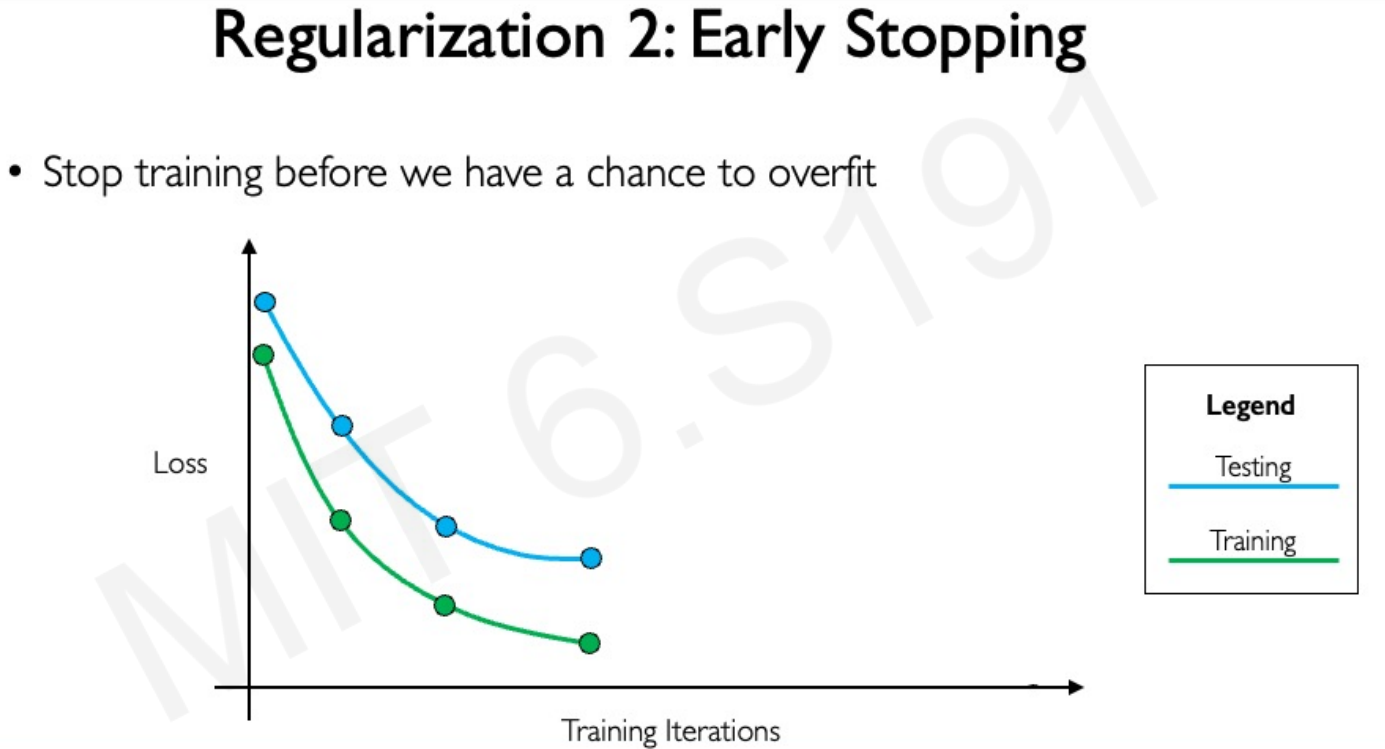 Regularization 2: Early Stopping
• Stop training before we have a chance to overfit
MIT 6.S191
Loss
Legend
Testing
Training
Training Iterations